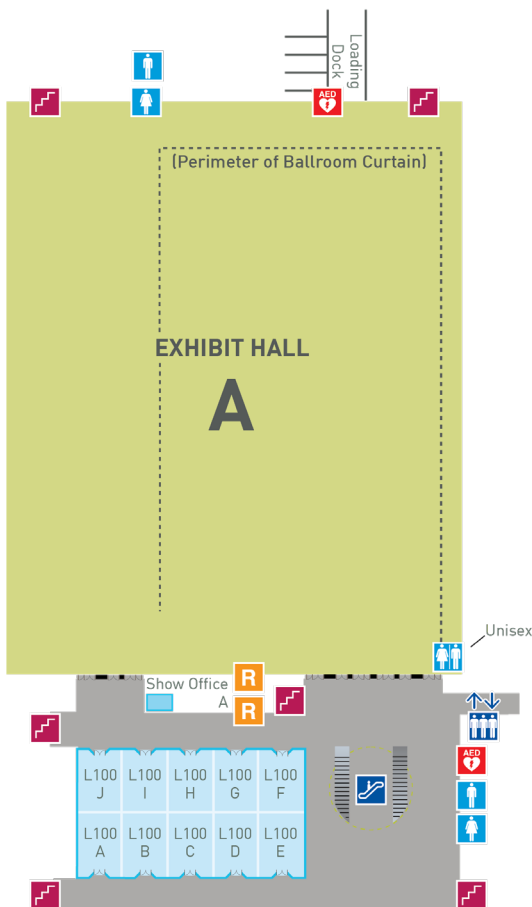 Loading
Dock
AED
(Perimeter of Ballroom Curtain)
EXHIBIT HALL
A
Unisex
Show Office
A
R
R
AED
L100
J
L100
I
L100
H
L100
G
L100
F
L100
A
L100
B
L100
C
L100
D
L100
E